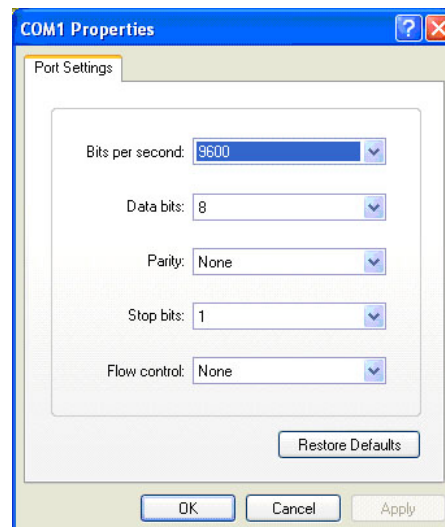 COM1 Properties
Port Settings
Bits per second: 9600
Data bits: 8
Parity: None
Stop bits: 1
Flow control: None
Restore Defaults
OK Cancel Apply